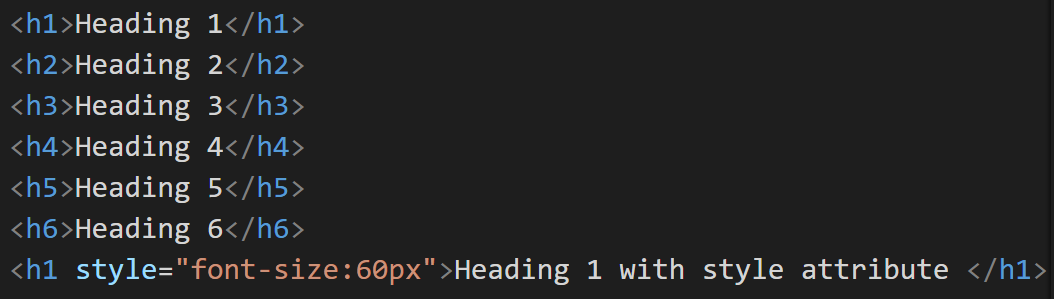 <h1>Heading 1</h1>
<h2>Heading 2</h2>
<h3>Heading 3</h3>
<h4>Heading 4</h4>
<h5>Heading 5</h5>
<h6>Heading 6</h6>
<h1 style="font-size:60px">Heading 1 with style attribute </h1>